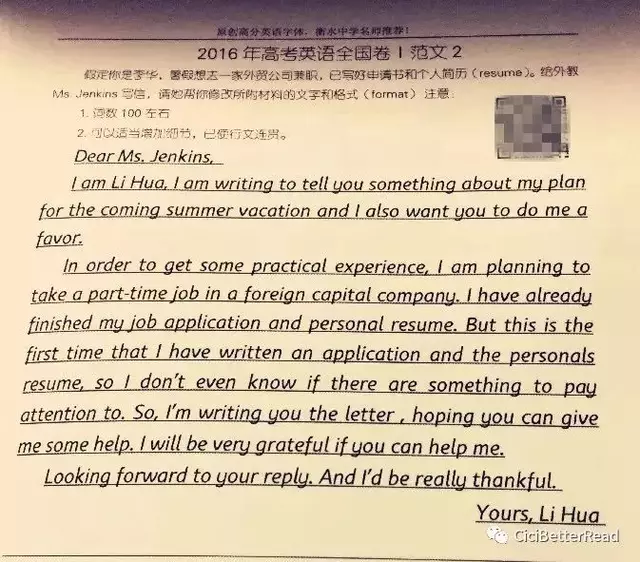 原创高分英语字体，衡水中学名师推荐！
2016 年高考英语全国卷 I 范文 2
假定你是李华，暑假想去一家外贸公司兼职，已写好申请书和个人简历（resume）。给外教
Ms. Jenkins 写信，请她帮你修改所附材料的文字和格式（format）注意：
1. 词数 100 左右
2. 可以适当增加细节，已使行文连贯。
Dear Ms. Jenkins,
I am Li Hua, I am writing to tell you something about my plan
for the coming summer vacation and I also want you to do me a
favor.
In order to get some practical experience, I am planning to
take a part-time job in a foreign capital company. I have already
finished my job application and personal resume. But this is the
first time that I have written an application and the personals
resume, so I don't even know if there are something to pay
attention to. So, I'm writing you the letter , hoping you can give
me some help. I will be very grateful if you can help me.
Looking forward to your reply. And I'd be really thankful.
Yours, Li Hua
CiciBetterRead